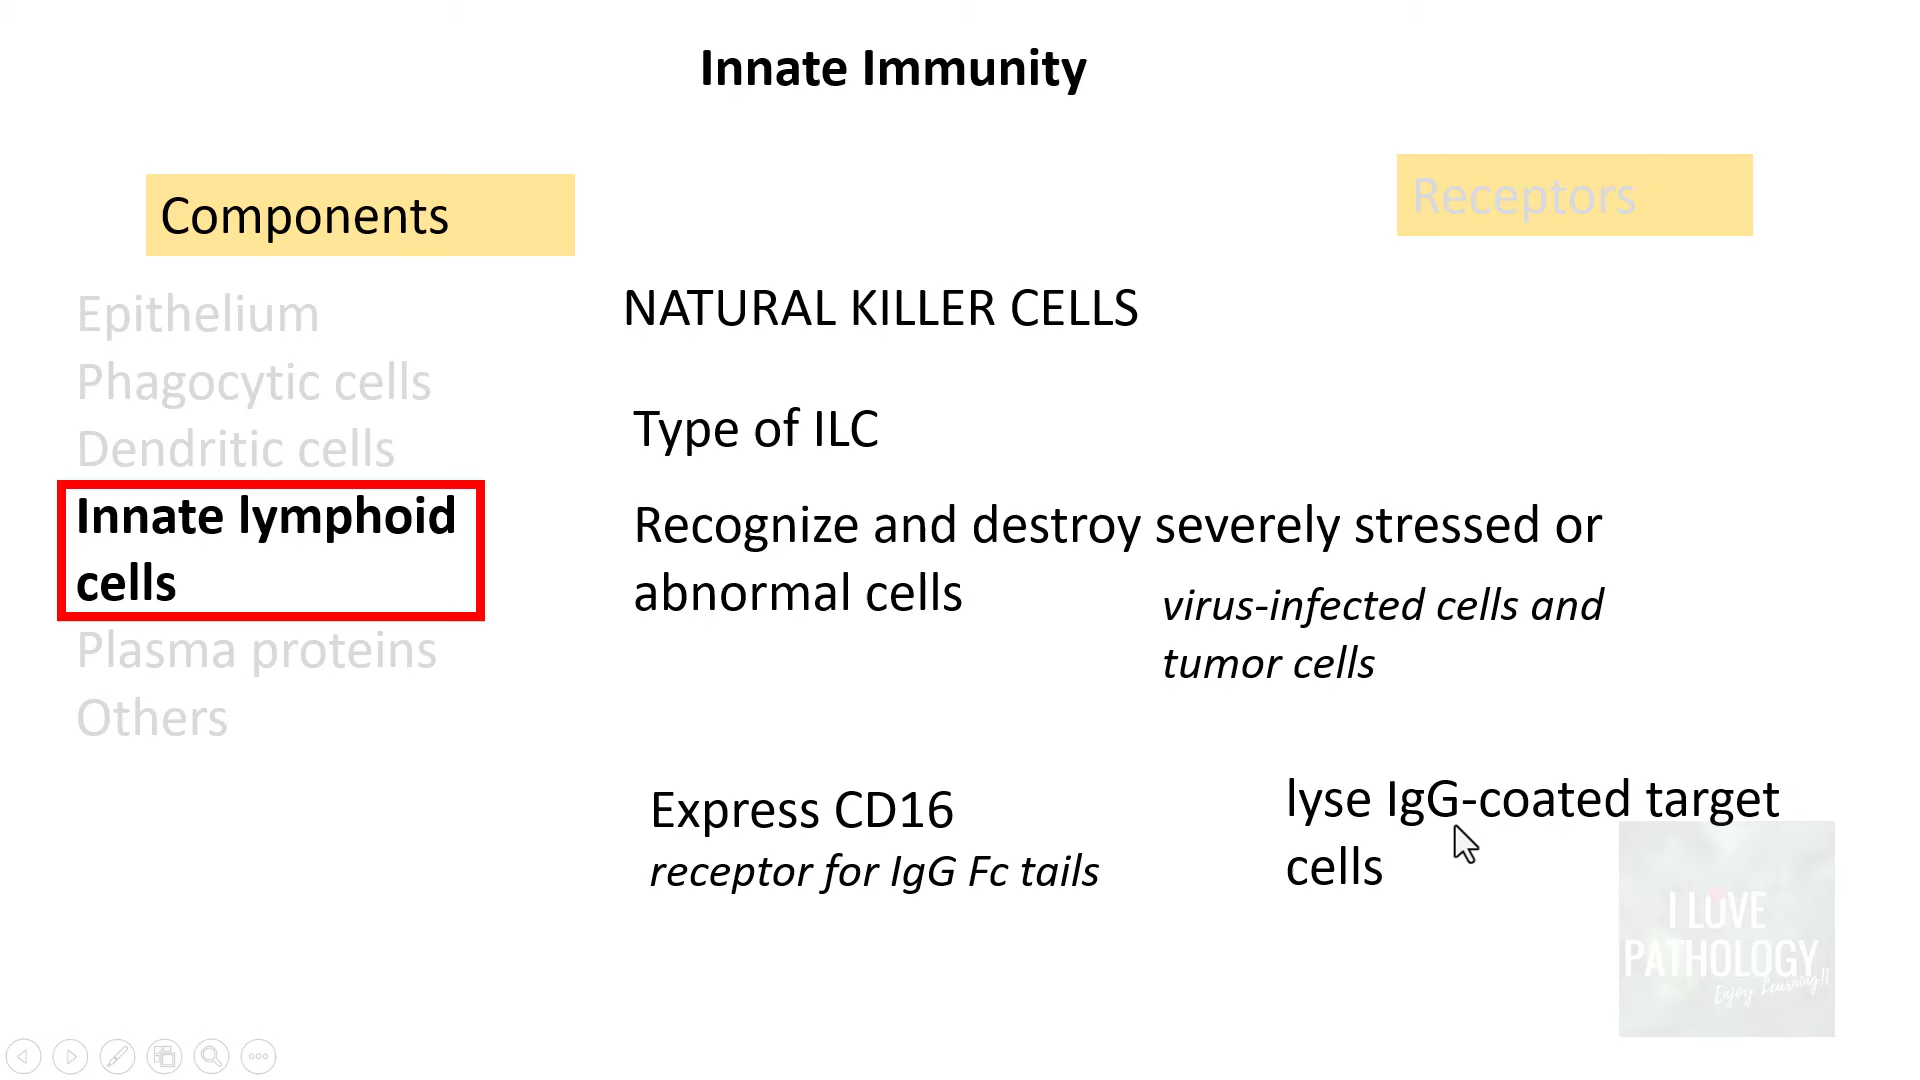 Innate Immunity
Components
Receptors
Epithelium
Phagocytic cells
Dendritic cells
Innate lymphoid
cells
Plasma proteins
Others
NATURAL KILLER CELLS
Type of ILC
Recognize and destroy severely stressed or
abnormal cells
virus-infected cells and
tumor cells
Express CD16
receptor for IgG Fc tails
lyse IgG-coated target
cells
I LOVE
PATHOLOGY
Enjoy Learning!!